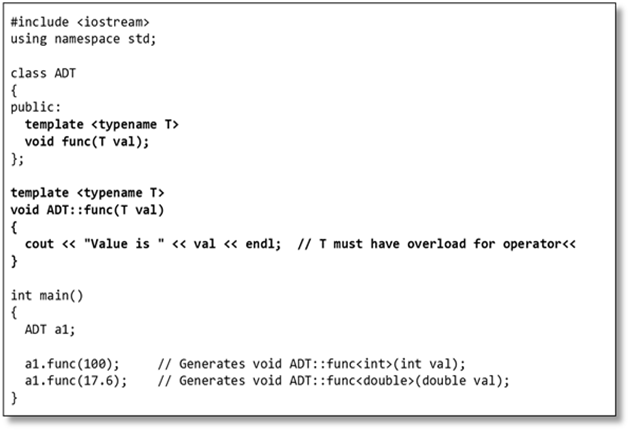 #include <iostream>
using namespace std;

class ADT
{
public:
  template <typename T>
  void func(T val);
};

template <typename T>
void ADT::func(T val)
{
  cout << "Value is " << val << endl;  // T must have overload for operator<<
}

int main()
{
  ADT a1;

  a1.func(100);     // Generates void ADT::func<int>(int val);
  a1.func(17.6);    // Generates void ADT::func<double>(double val);
}